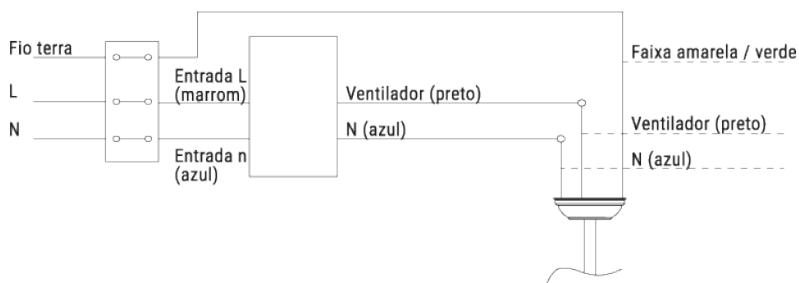 Fio terra
L
N
Entrada L
(marrom)
Entrada n
(azul)
Ventilador (preto)
N (azul)
Faixa amarela / verde
Ventilador (preto)
N (azul)